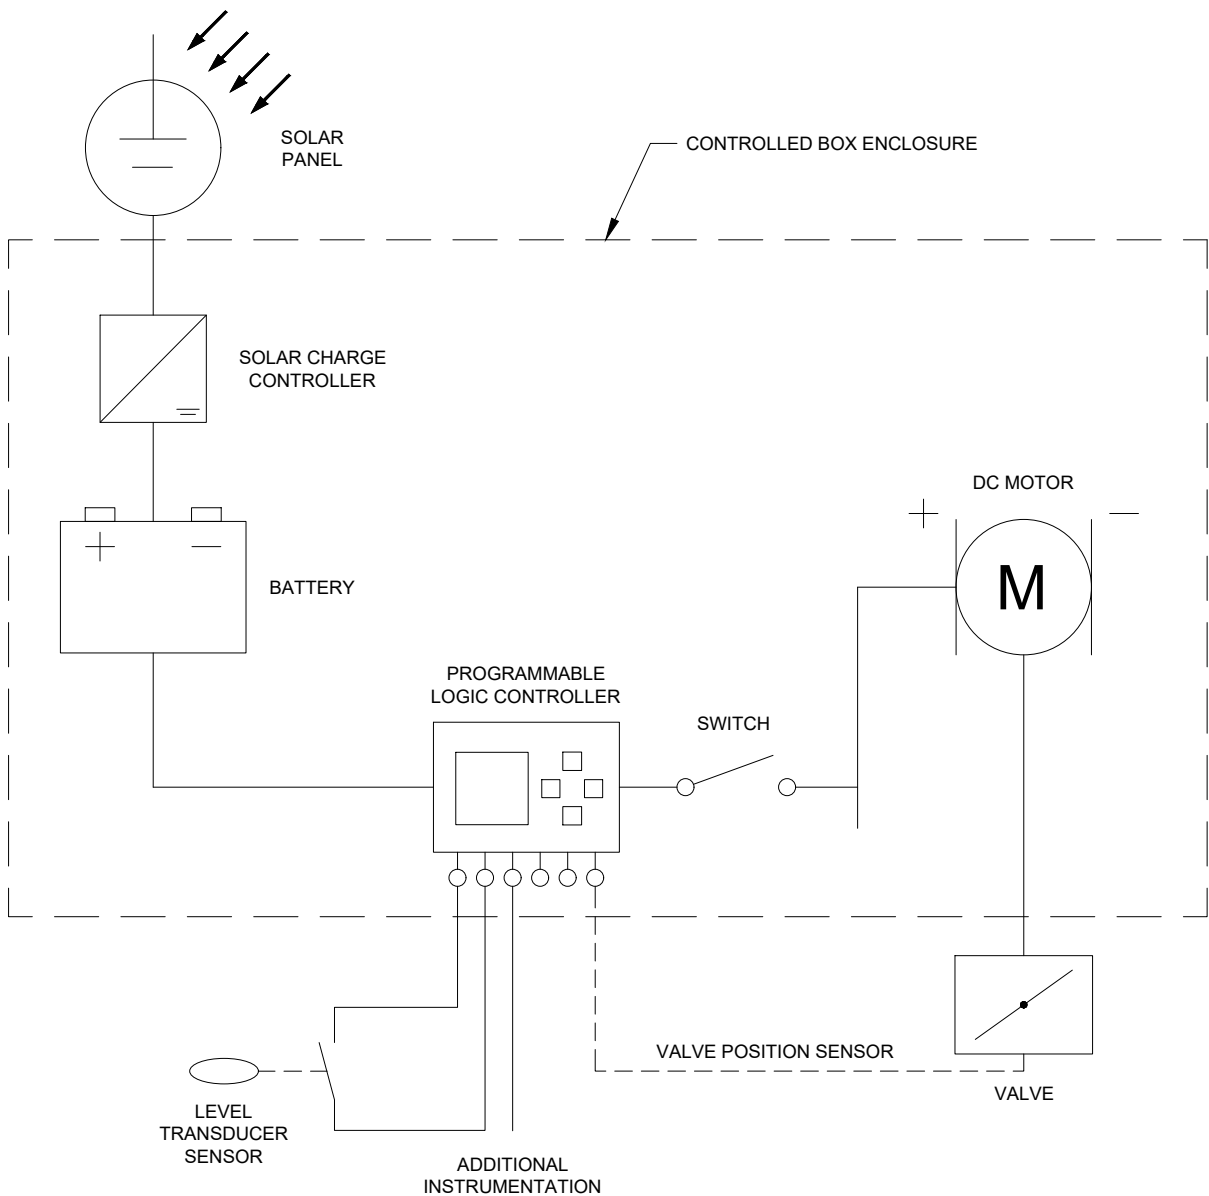 SOLAR
PANEL
CONTROLLED BOX ENCLOSURE
SOLAR CHARGE
CONTROLLER
DC MOTOR
+
—
M
+
—
BATTERY
PROGRAMMABLE
LOGIC CONTROLLER
SWITCH
VALVE POSITION SENSOR
VALVE
LEVEL
TRANSDUCER
SENSOR
ADDITIONAL
INSTRUMENTATION